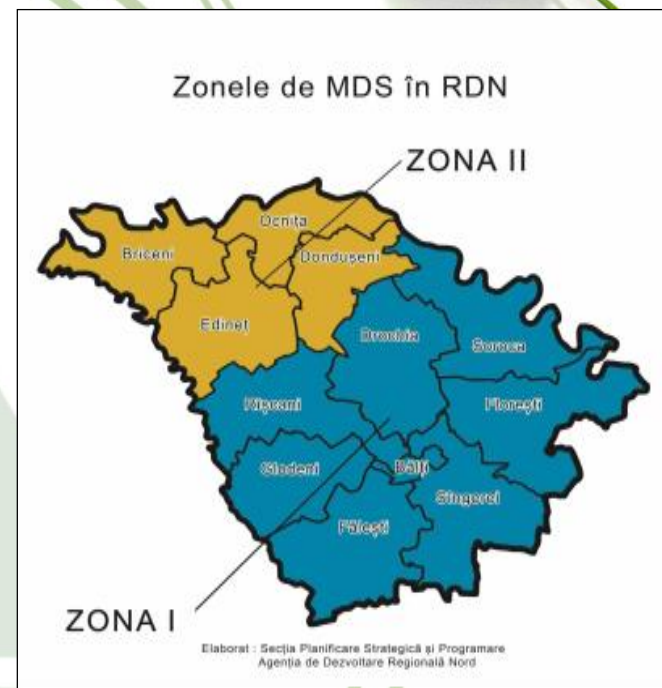 Zonele de MDS în RDN
ZONA II
Ocnița
Briceni
Dondușeni
Edineț
Drochia
Soroca
Rîșcani
Florești
Glodeni
Bălți
Sîngerei
Fălești
ZONA I
Elaborat : Secția Planificare Strategică și Programare
Agenția de Dezvoltare Regională Nord